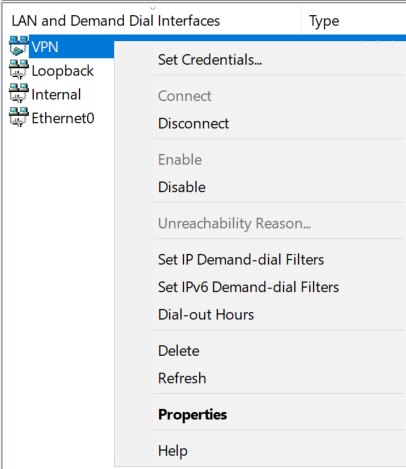 LAN and Demand Dial Interfaces Type
VPN
Set Credentials...
Loopback
Internal
Connect
Ethernet0
Disconnect
Enable
Disable
Unreachability Reason...
Set IP Demand-dial Filters
Set IPv6 Demand-dial Filters
Dial-out Hours
Delete
Refresh
Properties
Help